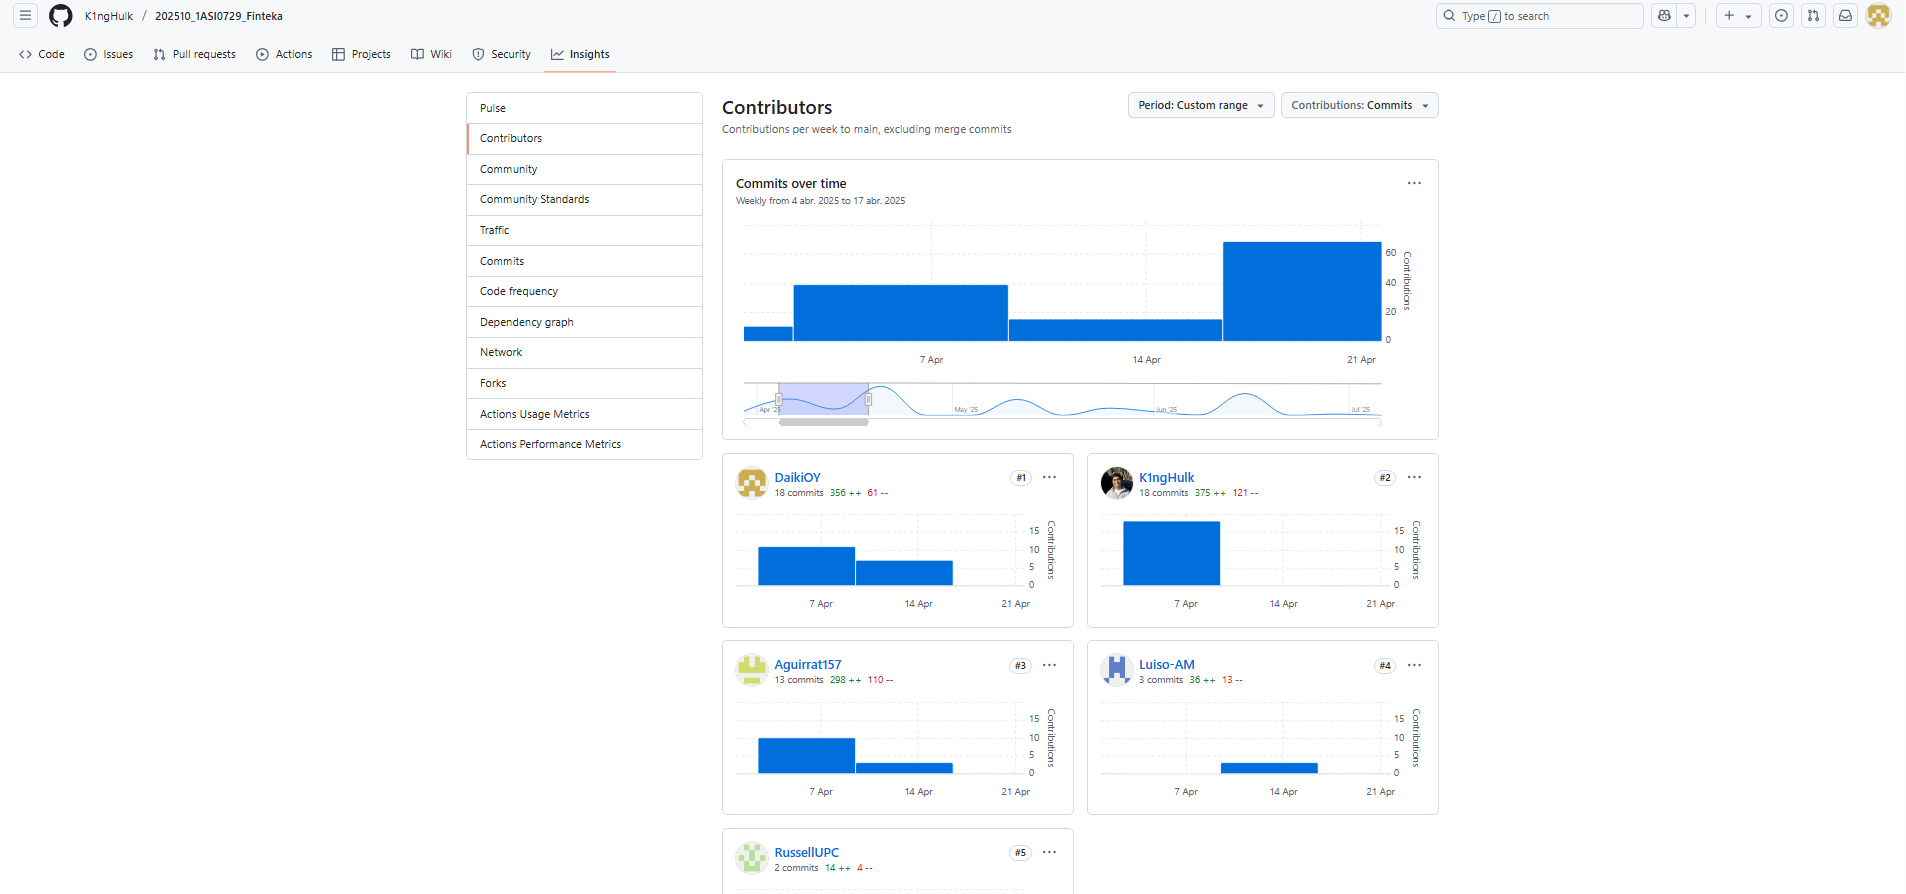 K1ngHulk / 202510_1ASI0729_Finteka
Type / to search
Code Issues Pull requests Actions Projects Wiki Security Insights
Pulse
Contributors
Community
Community Standards
Traffic
Commits
Code frequency
Dependency graph
Network
Forks
Actions Usage Metrics
Actions Performance Metrics
Contributors
Contributions per week to main, excluding merge commits
Period: Custom range
Contributions: Commits
Commits over time
Weekly from 4 abr. 2025 to 17 abr. 2025
60
40
20
0
Contributions
7 Apr 14 Apr 21 Apr
Apr '25 May '25 Jun '25 Jul '25
DaikiOY #1
18 commits 356 ++ 61 --
15
10
5
0
Contributions
7 Apr 14 Apr 21 Apr
K1ngHulk #2
18 commits 375 ++ 121 --
15
10
5
0
Contributions
7 Apr 14 Apr 21 Apr
Aguirrat157 #3
13 commits 298 ++ 110 --
15
10
5
0
Contributions
7 Apr 14 Apr 21 Apr
Luiso-AM #4
3 commits 36 ++ 13 --
15
10
5
0
Contributions
7 Apr 14 Apr 21 Apr
RussellUPC #5
2 commits 14 ++ 4 --